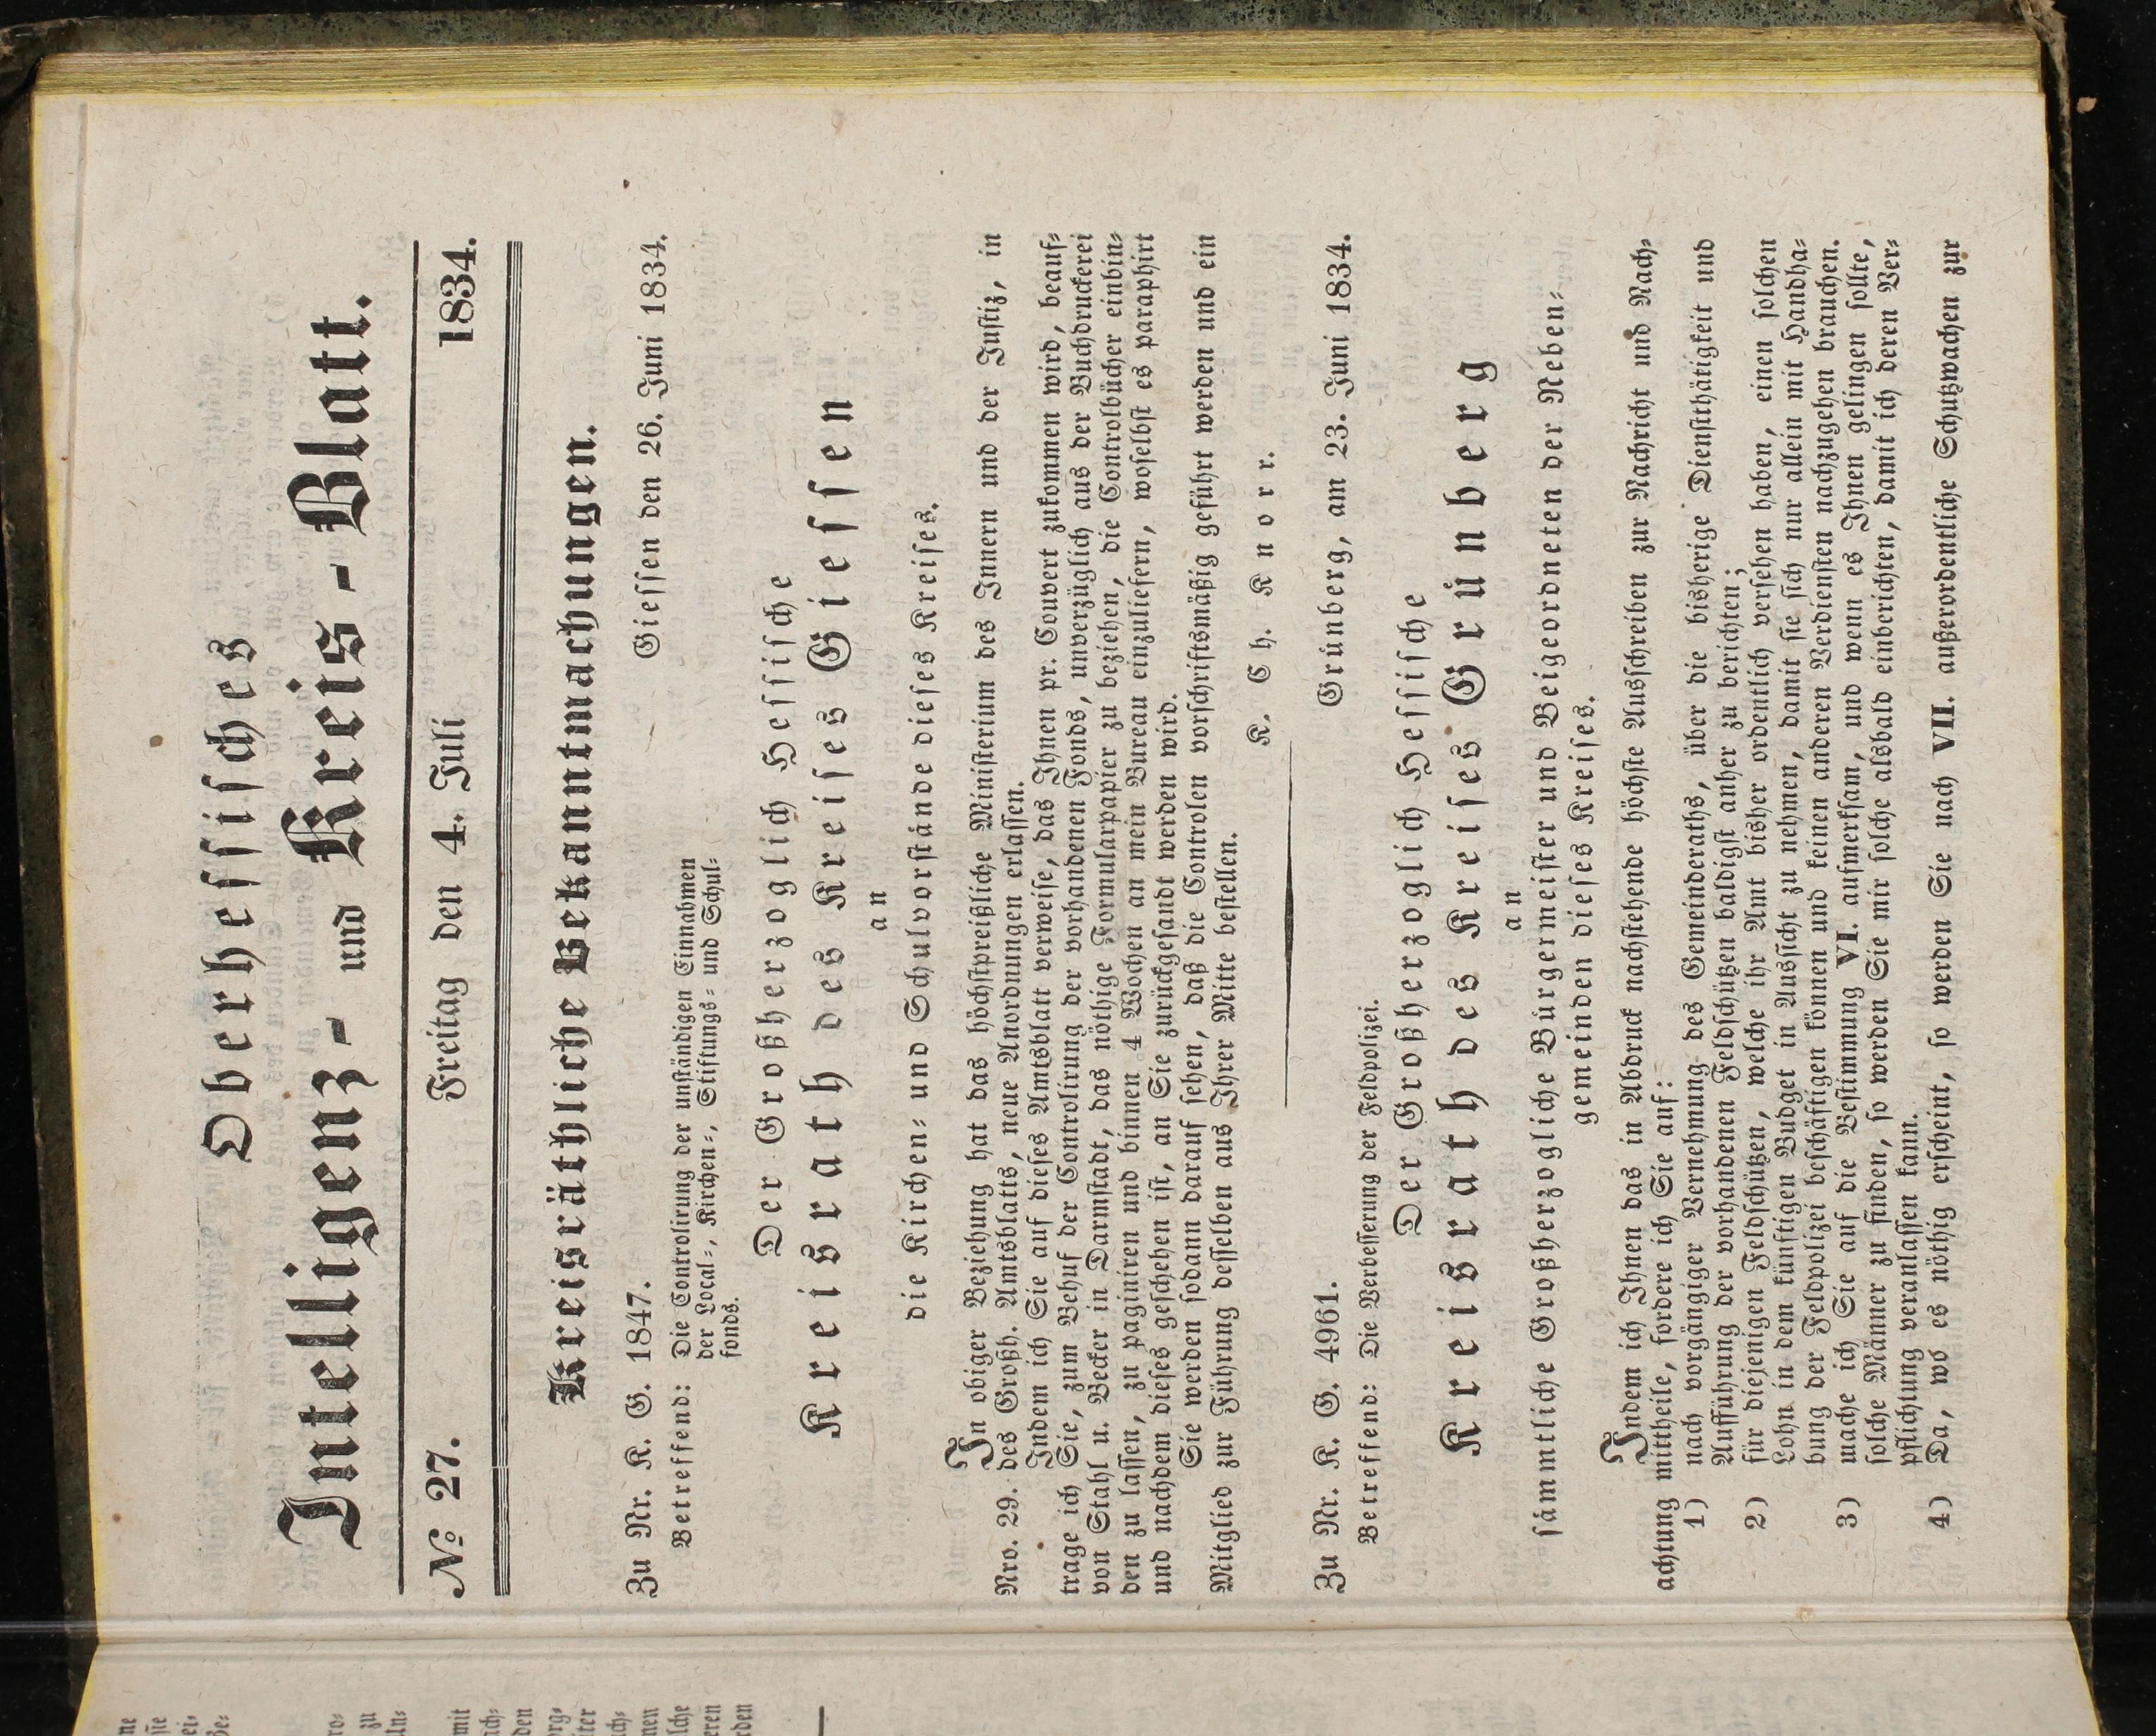 Oberhessisches
Intelligenz- und Kreis-Blatt.
No 27. Freitag den 4. Juli 1834.
Kreisräthliche Bekanntmachungen.
Zu Nr. K. G. 1847. Giessen den 26. Juni 1834.
Betreffend: Die Controlirung der unständigen Einnahmen
der Local-, Kirchen-, Stiftungs- und Schul-
fonds.
Der Großherzoglich Hessische
Kreisrath des Kreises Giessen
an
die Kirchen- und Schulvorstände dieses Kreises.
In obiger Beziehung hat das höchstpreißliche Ministerium des Innern und der Justiz, in
Nro. 29. des Großh. Amtsblatts, neue Anordnungen erlassen.
Indem ich Sie auf dieses Amtsblatt verweise, das Ihnen pr. Couvert zukommen wird, beauf-
trage ich Sie, zum Behuf der Controlirung der vorhandenen Fonds, unverzüglich aus der Buchdruckerei
von Stahl u. Becker in Darmstadt, das nöthige Formularpapier zu beziehen, die Controlbücher einbin-
den zu lassen, zu paginiren und binnen 4 Wochen an mein Bureau einzuliefern, woselbst es paraphirt
und nachdem dieses geschehen ist, an Sie zurückgesandt werden wird.
Sie werden sodann darauf sehen, daß die Controlen vorschriftsmäßig geführt werden und ein
Mitglied zur Führung desselben aus Ihrer Mitte bestellen.
K. Ch. Knorr.
Zu Nr. K. G. 4961. Grünberg, am 23. Juni 1834.
Betreffend: Die Verbesserung der Feldpolizei.
Der Großherzoglich Hessische
Kreisrath des Kreises Grünberg
an
sämmtliche Großherzogliche Bürgermeister und Beigeordneten der Neben-
gemeinden dieses Kreises.
Indem ich Ihnen das in Abdruck nachstehende höchste Ausschreiben zur Nachricht und Nach-
achtung mittheile, fordere ich Sie auf:
1) nach vorgängiger Vernehmung des Gemeinderaths, über die bisherige Dienstthätigkeit und
Aufführung der vorhandenen Feldschützen baldigst anher zu berichten;
2) für diejenigen Feldschützen, welche ihr Amt bisher ordentlich versehen haben, einen solchen
Lohn in dem künftigen Budget in Aussicht zu nehmen, damit sie sich nur allein mit Handha-
bung der Feldpolizei beschäftigen können und keinen anderen Verdiensten nachzugehen brauchen.
3) mache ich Sie auf die Bestimmung VI. aufmerksam, und wenn es Ihnen gelingen sollte,
solche Männer zu finden, so werden Sie mir solche alsbald einberichten, damit ich deren Ver-
pflichtung veranlassen kann.
4) Da, wo es nöthig erscheint, so werden Sie nach VII. außerordentliche Schutzwachen zur